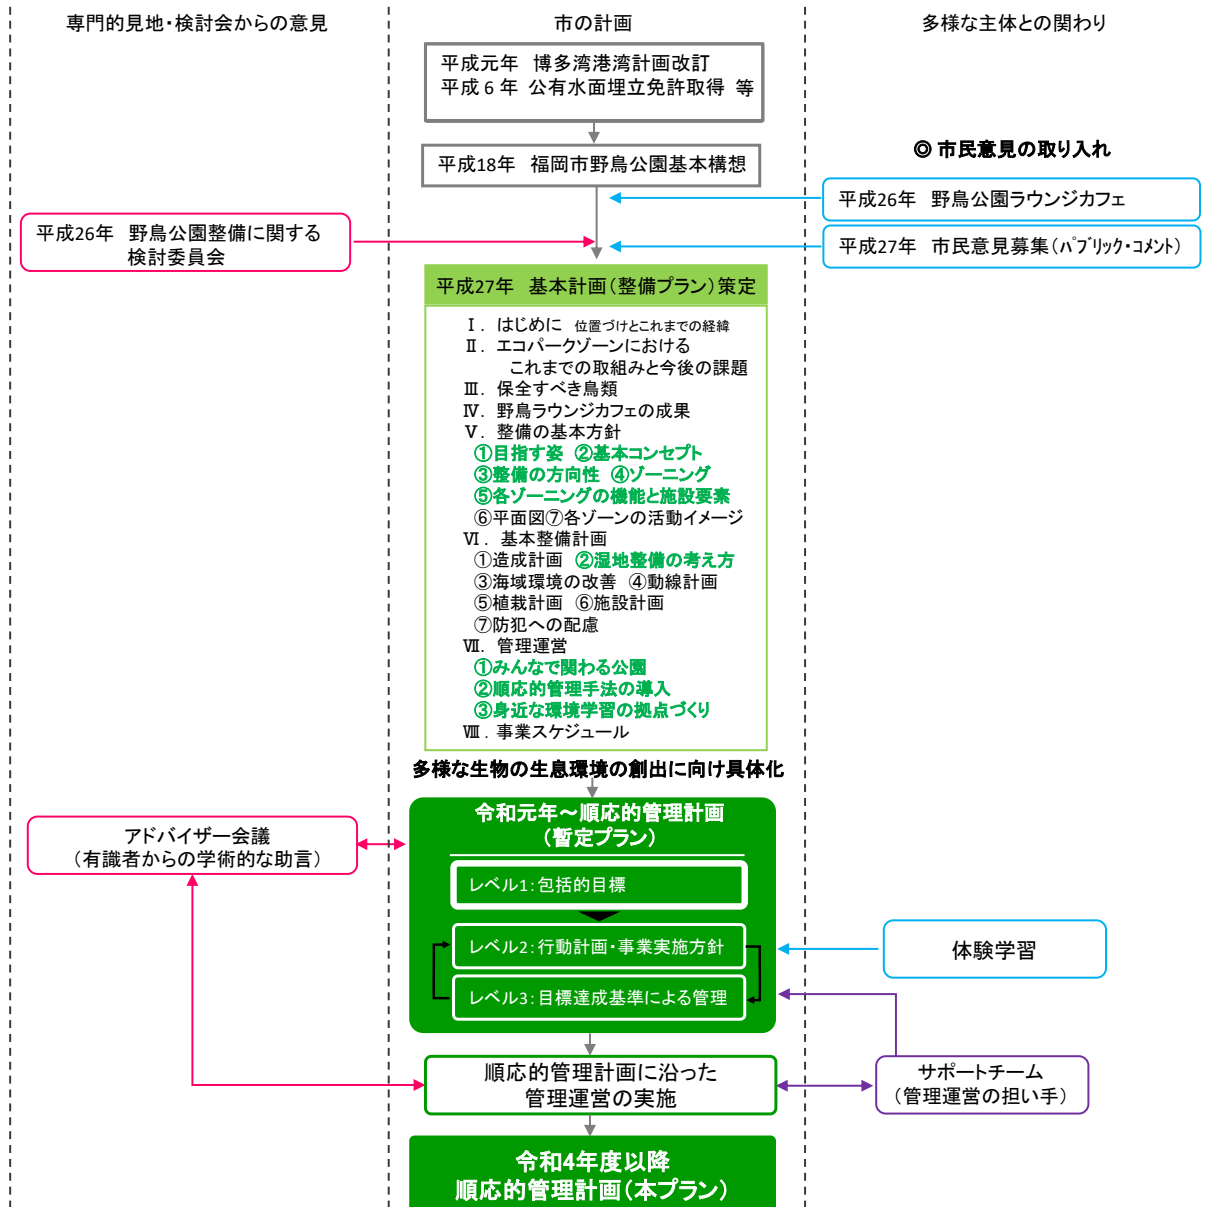 専門的見地・検討会からの意見
市の計画
多様な主体との関わり
平成元年 博多湾港湾計画改訂
平成6年 公有水面埋立免許取得 等
平成18年 福岡市野鳥公園基本構想
◎ 市民意見の取り入れ
平成26年 野鳥公園ラウンジカフェ
平成26年 野鳥公園整備に関する
検討委員会
平成27年 市民意見募集(パブリック・コメント)
平成27年 基本計画(整備プラン)策定
Ⅰ. はじめに 位置づけとこれまでの経緯
Ⅱ. エコパークゾーンにおける
これまでの取組みと今後の課題
Ⅲ. 保全すべき鳥類
Ⅳ. 野鳥ラウンジカフェの成果
Ⅴ. 整備の基本方針
①目指す姿 ②基本コンセプト
③整備の方向性 ④ゾーニング
⑤各ゾーニングの機能と施設要素
⑥平面図⑦各ゾーンの活動イメージ
Ⅵ. 基本整備計画
①造成計画 ②湿地整備の考え方
③海域環境の改善 ④動線計画
⑤植栽計画 ⑥施設計画
⑦防犯への配慮
Ⅶ. 管理運営
①みんなで関わる公園
②順応的管理手法の導入
③身近な環境学習の拠点づくり
Ⅷ. 事業スケジュール
多様な生物の生息環境の創出に向け具体化
令和元年～順応的管理計画
(暫定プラン)
アドバイザー会議
(有識者からの学術的な助言)
レベル1:包括的目標
レベル2:行動計画・事業実施方針
レベル3:目標達成基準による管理
体験学習
順応的管理計画に沿った
管理運営の実施
サポートチーム
(管理運営の担い手)
令和4年度以降
順応的管理計画(本プラン)